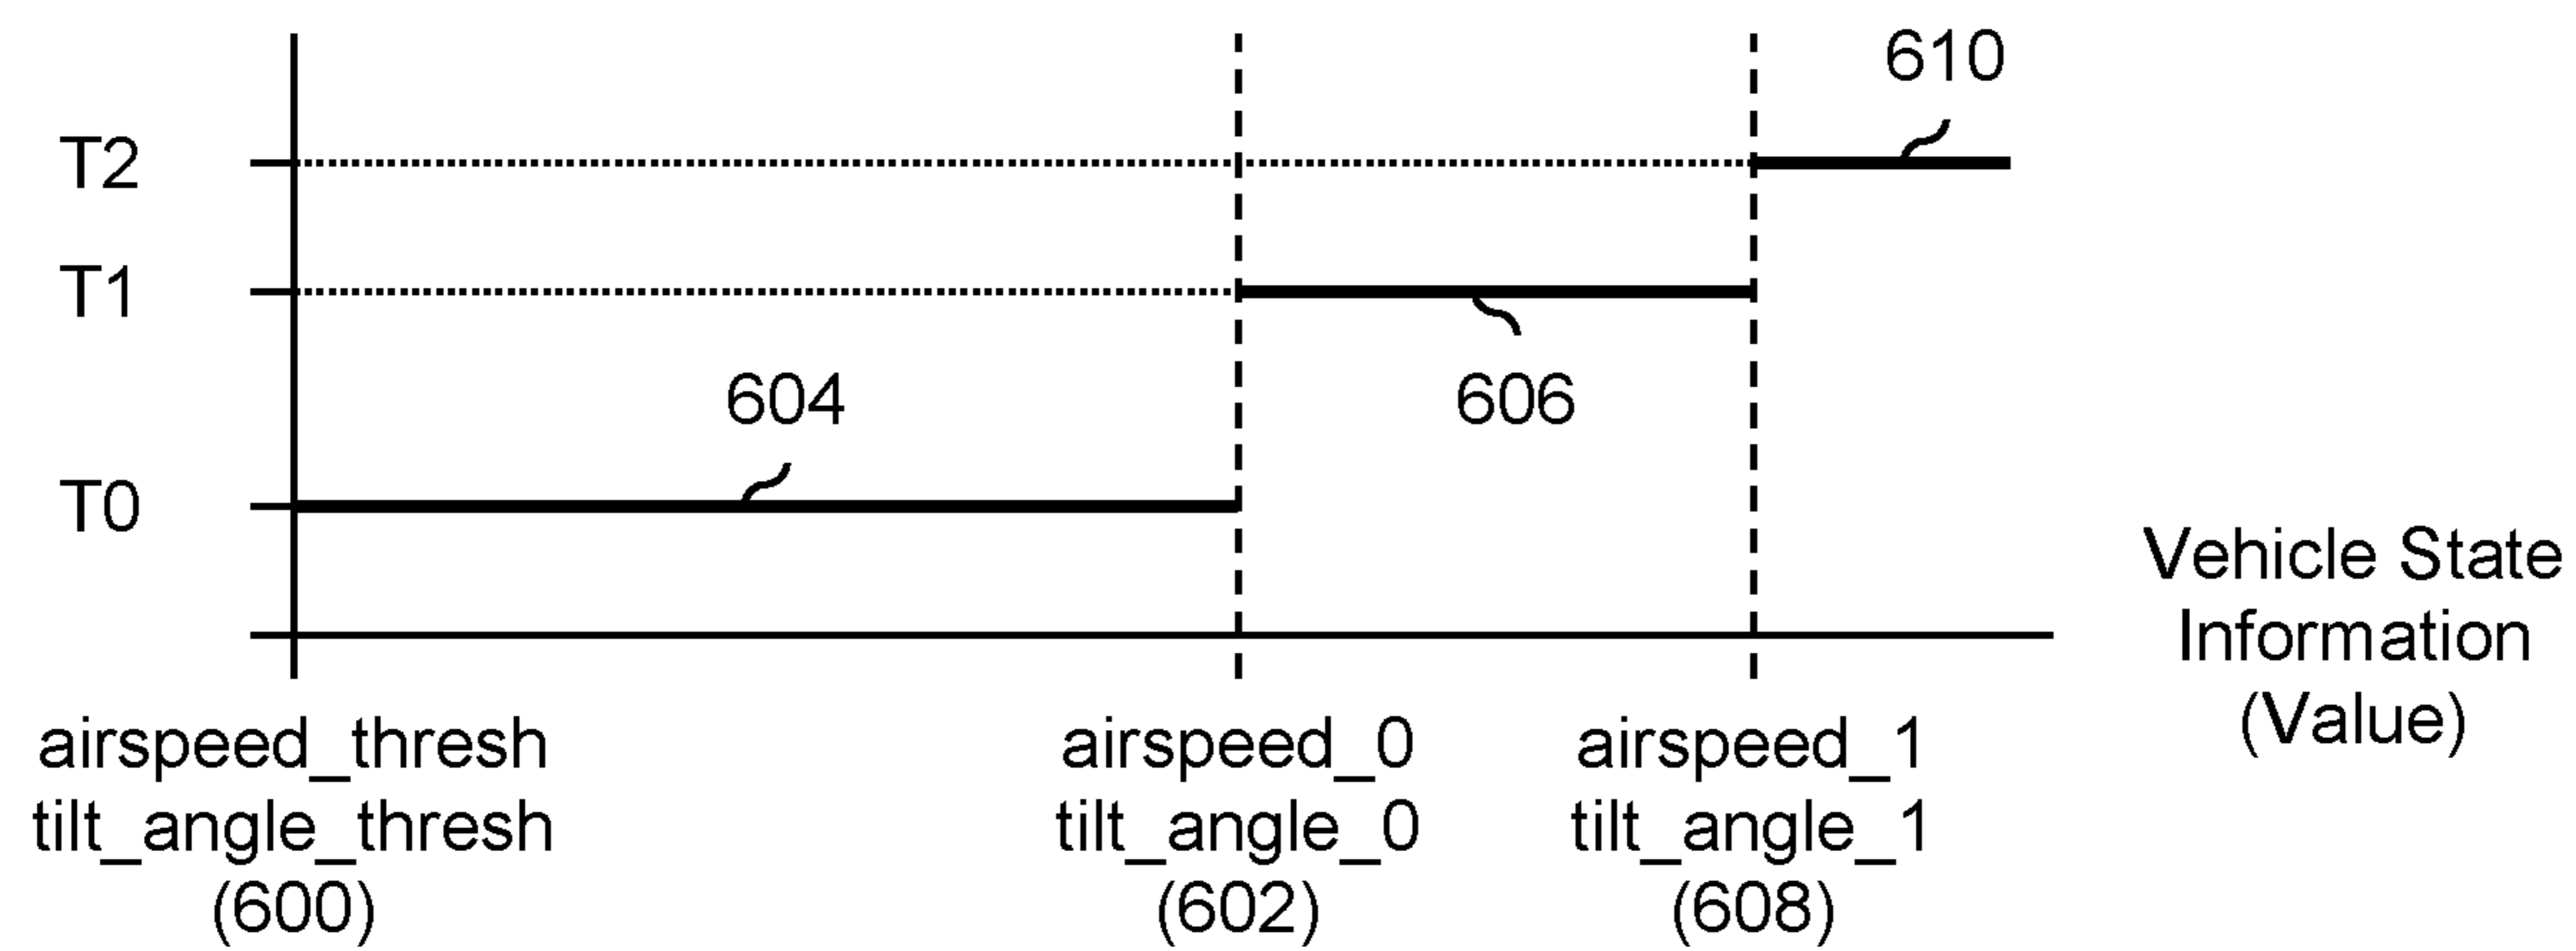 610
T2
T1
604
606
T0
Vehicle State
Information
(Value)
airspeed_thresh
tilt_angle_thresh
(600)
airspeed_0
tilt_angle_0
(602)
airspeed_1
tilt_angle_1
(608)